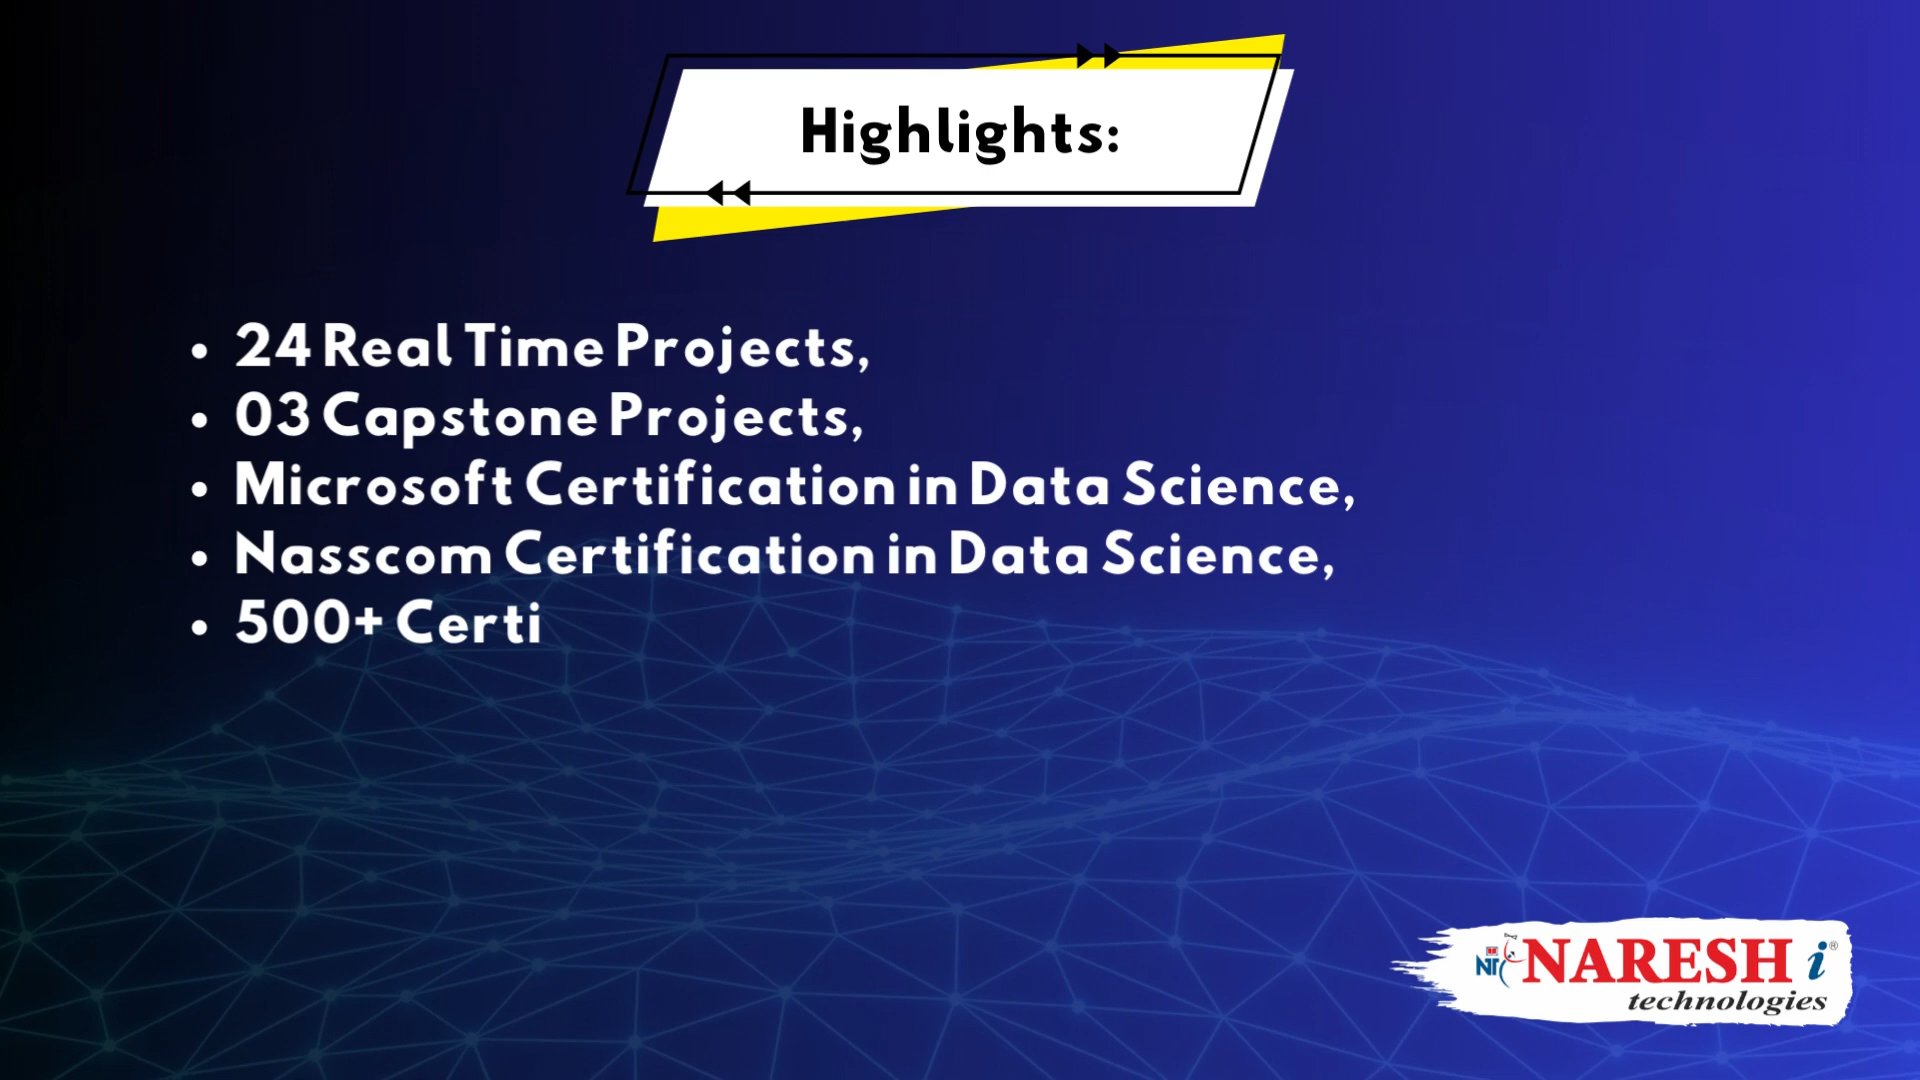 Highlights:
• 24 Real Time Projects,
• 03 Capstone Projects,
• Microsoft Certification in Data Science,
• Nasscom Certification in Data Science,
• 500+ Certi
NARESH i®
technologies